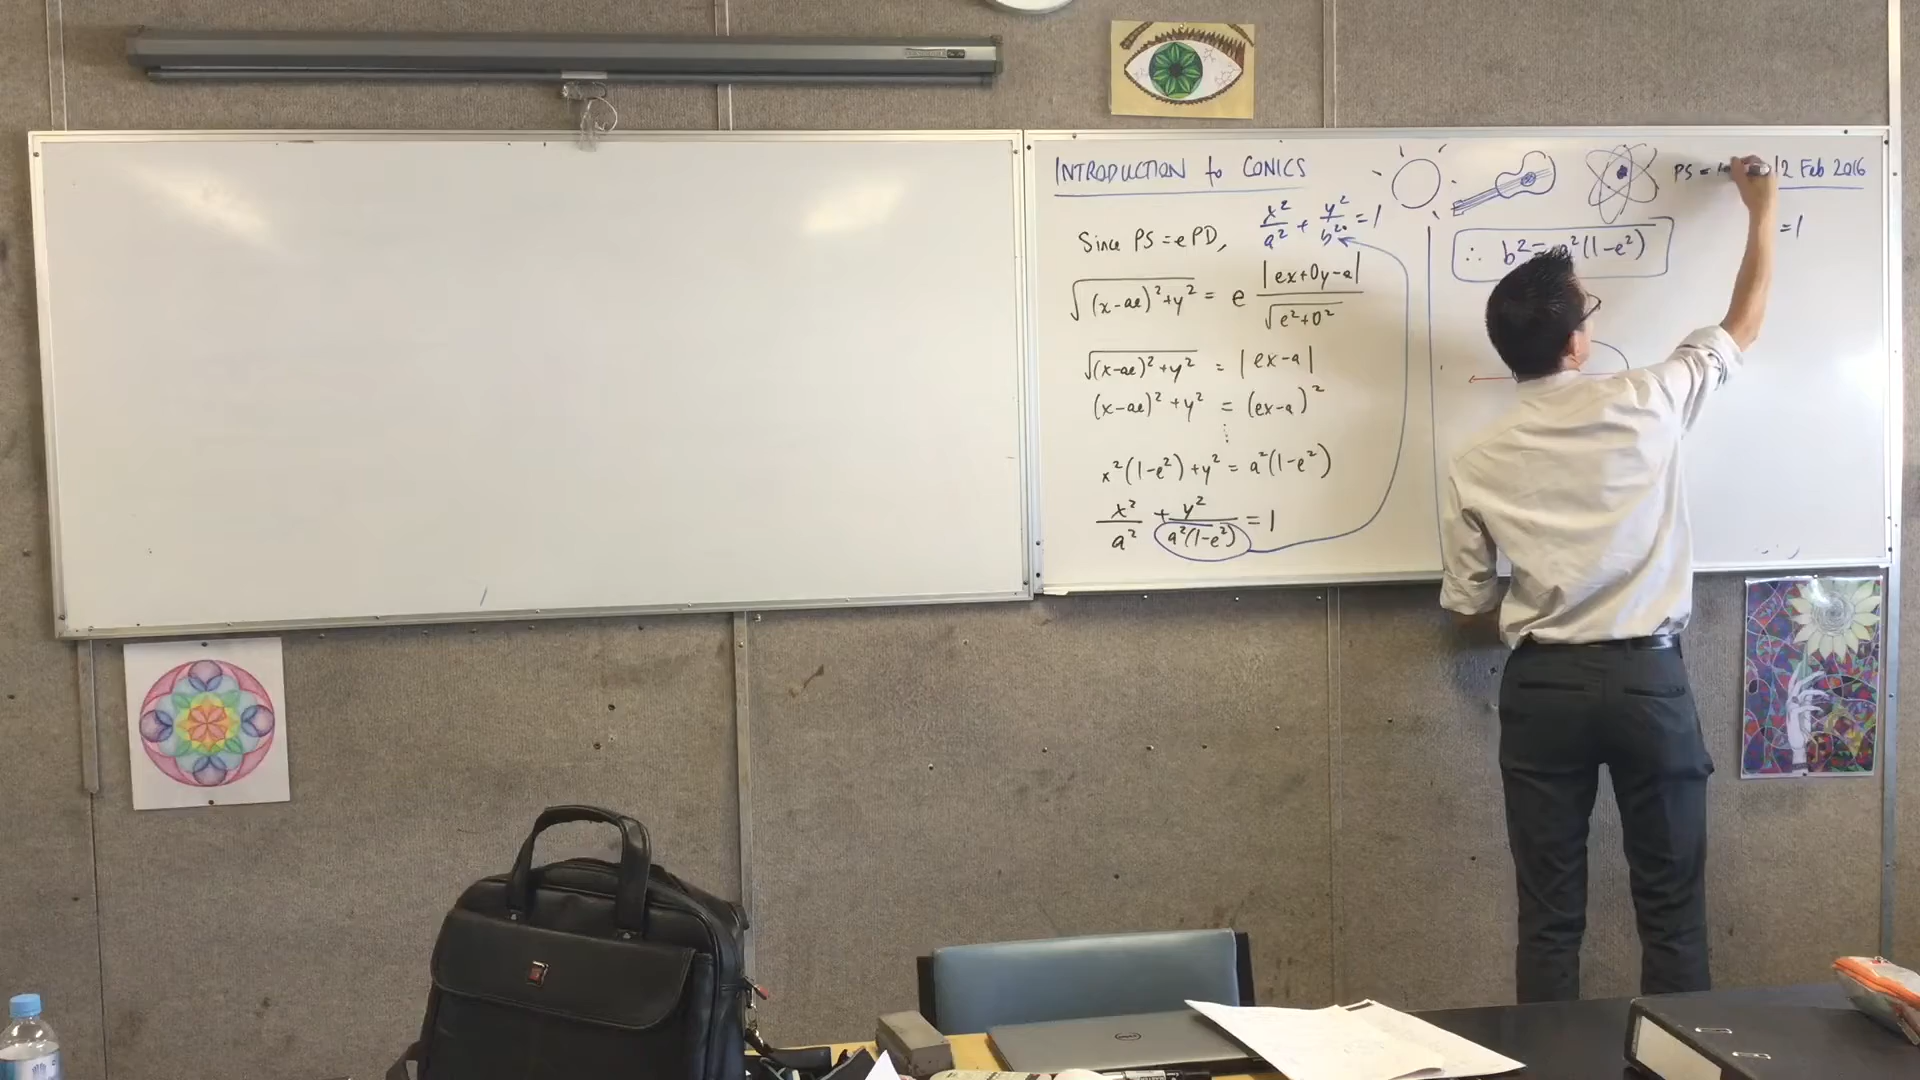 INTRODUCTION to CONICS
12 Feb 2016
PS =
Since PS = ePD,
x²/a² + y²/b² = 1
√((x-ae)²+y²) = e |ex+0y-a| / √(e²+0²)
√((x-ae)²+y²) = |ex-a|
(x-ae)²+y² = (ex-a)²
⋮
x²(1-e²)+y² = a²(1-e²)
x²/a² + y²/a²(1-e²) = 1
∴ b² = a²(1-e²)
=1
DELL